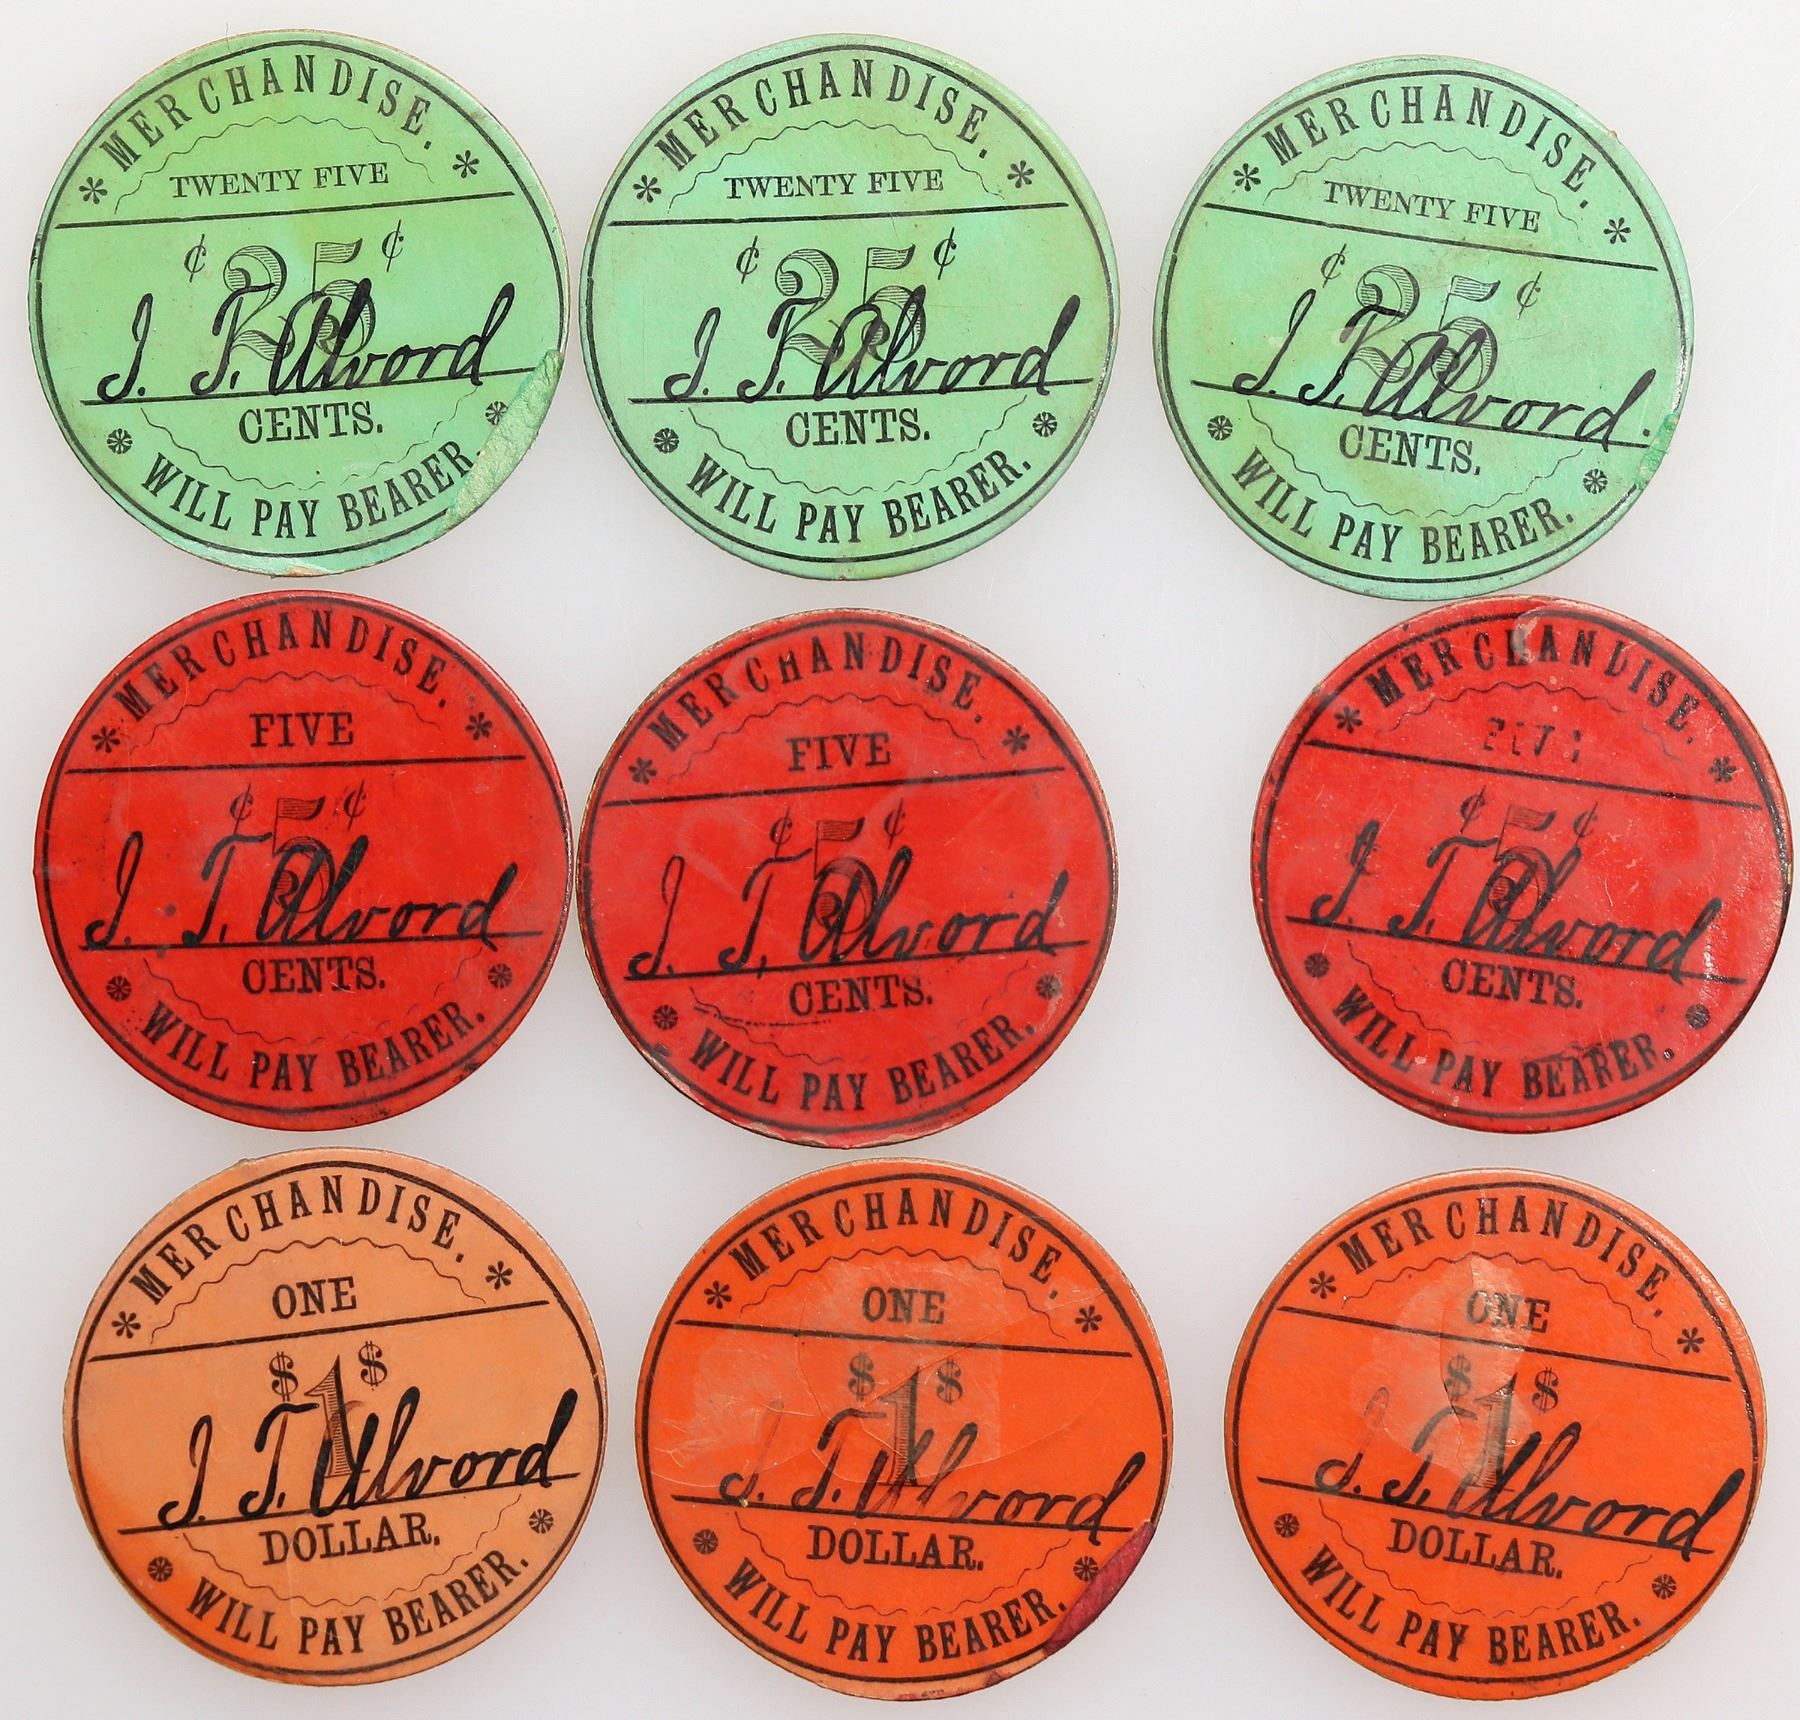 MERCHANDISE.
TWENTY FIVE
¢ 25 ¢
J. T. Alvord
CENTS.
WILL PAY BEARER.
MERCHANDISE.
TWENTY FIVE
¢ 25 ¢
J. T. Alvord
CENTS.
WILL PAY BEARER.
MERCHANDISE.
TWENTY FIVE
¢ 25 ¢
J. T. Alvord.
CENTS.
WILL PAY BEARER.
MERCHANDISE.
FIVE
¢ 5 ¢
J. T. Alvord
CENTS.
WILL PAY BEARER.
MERCHANDISE.
FIVE
¢ 5 ¢
J. T. Alvord
CENTS.
WILL PAY BEARER.
MERCHANDISE.
¢ 5 ¢
J. T. Alvord
CENTS.
WILL PAY BEARER.
MERCHANDISE.
ONE
$ 1 $
J. T. Alvord
DOLLAR.
WILL PAY BEARER.
MERCHANDISE.
ONE
$ 1 $
J. T. Alvord
DOLLAR.
WILL PAY BEARER.
MERCHANDISE.
ONE
$ 1 $
J. T. Alvord
DOLLAR.
WILL PAY BEARER.